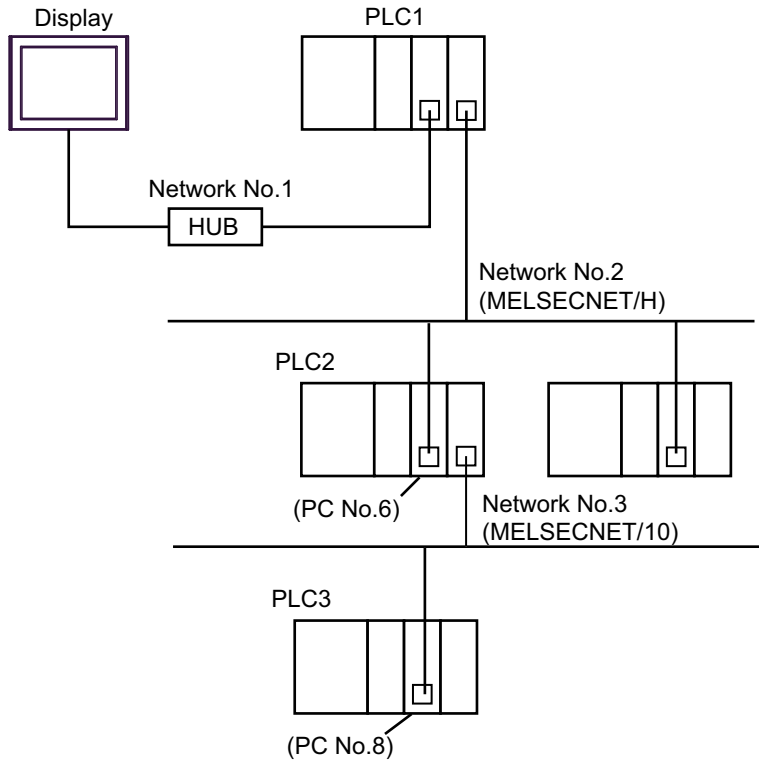 Display
PLC1
Network No.1
HUB
Network No.2
(MELSECNET/H)
PLC2
(PC No.6)
Network No.3
(MELSECNET/10)
PLC3
(PC No.8)